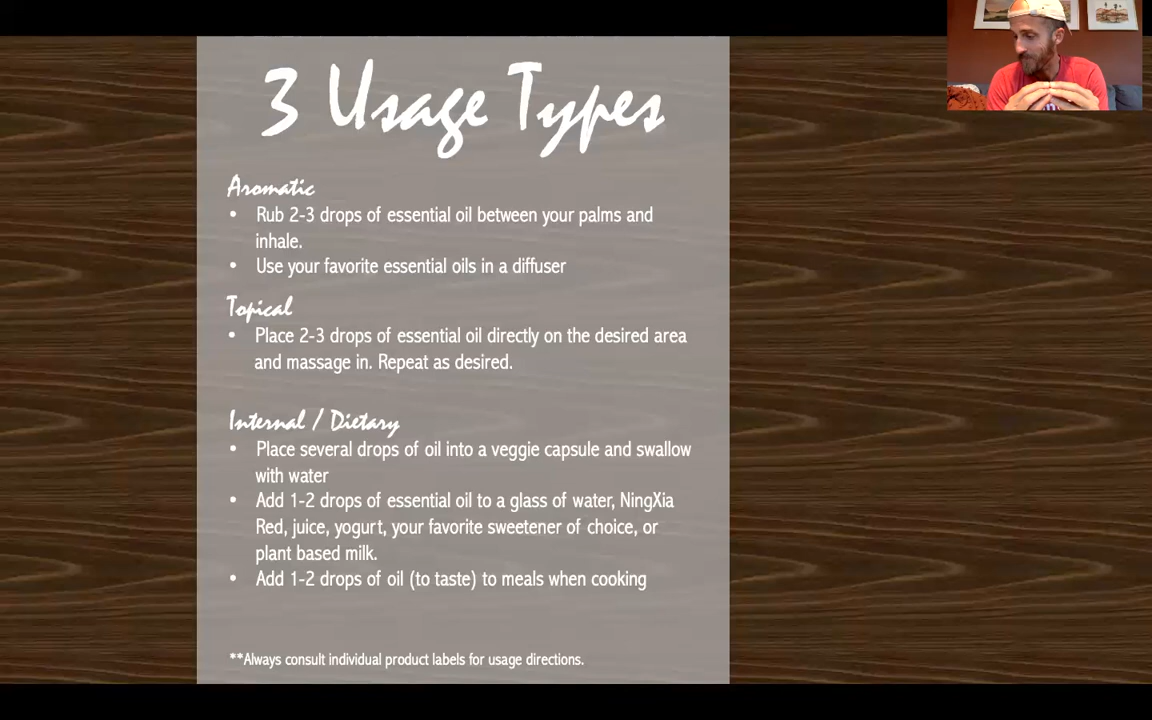 3 Usage Types
Aromatic
• Rub 2-3 drops of essential oil between your palms and
inhale.
• Use your favorite essential oils in a diffuser
Topical
• Place 2-3 drops of essential oil directly on the desired area
and massage in. Repeat as desired.
Internal / Dietary
• Place several drops of oil into a veggie capsule and swallow
with water
• Add 1-2 drops of essential oil to a glass of water, NingXia
Red, juice, yogurt, your favorite sweetener of choice, or
plant based milk.
• Add 1-2 drops of oil (to taste) to meals when cooking
**Always consult individual product labels for usage directions.